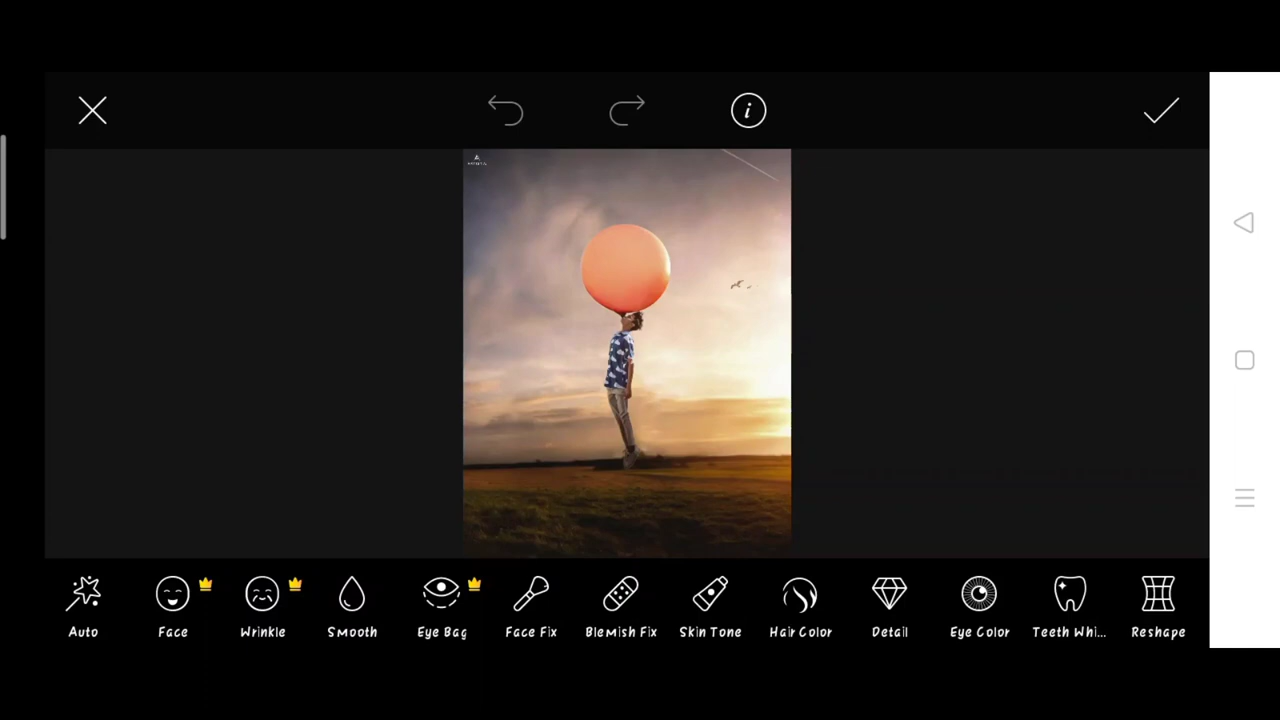 Auto
Face
Wrinkle
Smooth
Eye Bag
Face Fix
Blemish Fix
Skin Tone
Hair Color
Detail
Eye Color
Teeth Whi...
Reshape